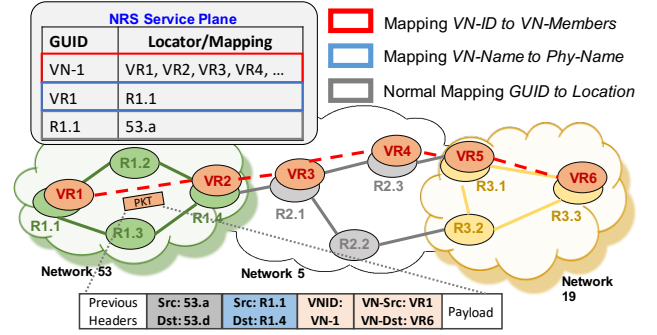 NRS Service Plane
GUID Locator/Mapping
VN-1 VR1, VR2, VR3, VR4, ...
VR1 R1.1
R1.1 53.a
Mapping VN-ID to VN-Members
Mapping VN-Name to Phy-Name
Normal Mapping GUID to Location
R1.2
VR1
VR2
VR3
VR4
VR5
VR6
PKT
R1.1
R1.3
R1.4
R2.1
R2.3
R3.1
R3.3
R2.2
R3.2
Network 53
Network 5
Network
19
Previous
Headers
Src: 53.a
Dst: 53.d
Src: R1.1
Dst: R1.4
VNID:
VN-1
VN-Src: VR1
VN-Dst: VR6
Payload